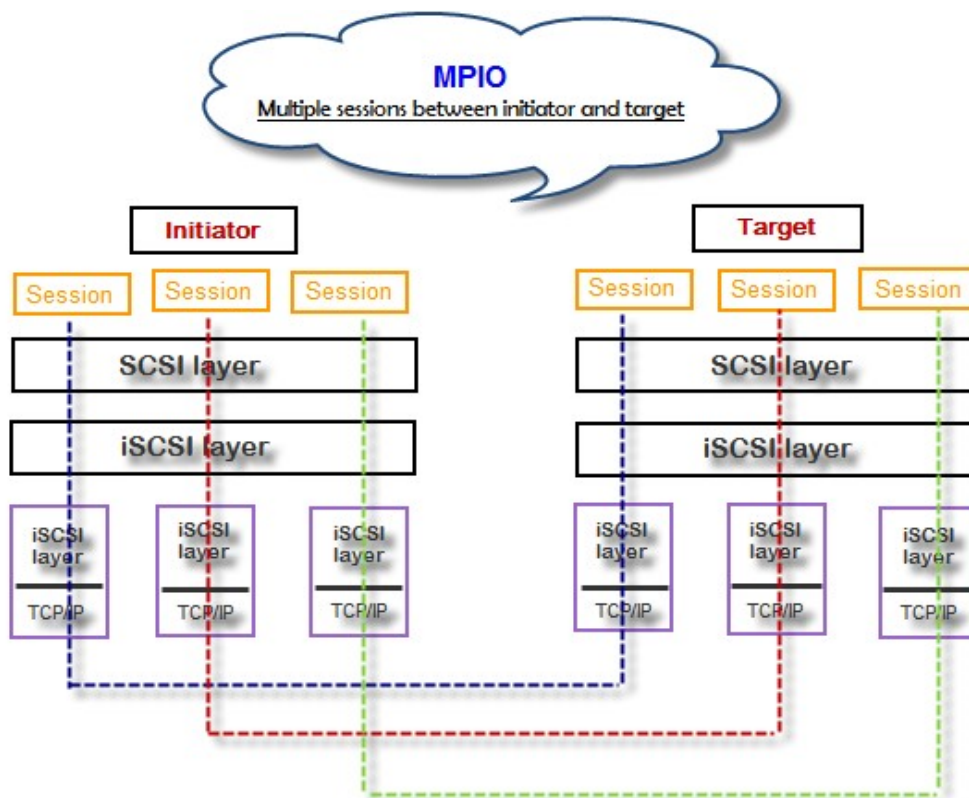 MPIO
Multiple sessions between initiator and target
Initiator
Target
Session Session Session
Session Session Session
SCSI layer
SCSI layer
iSCSI layer
iSCSI layer
iSCSI
layer
TCP/IP
iSCSI
layer
TCP/IP
iSCSI
layer
TCP/IP
iSCSI
layer
TCP/IP
iSCSI
layer
TCP/IP
iSCSI
layer
TCP/IP